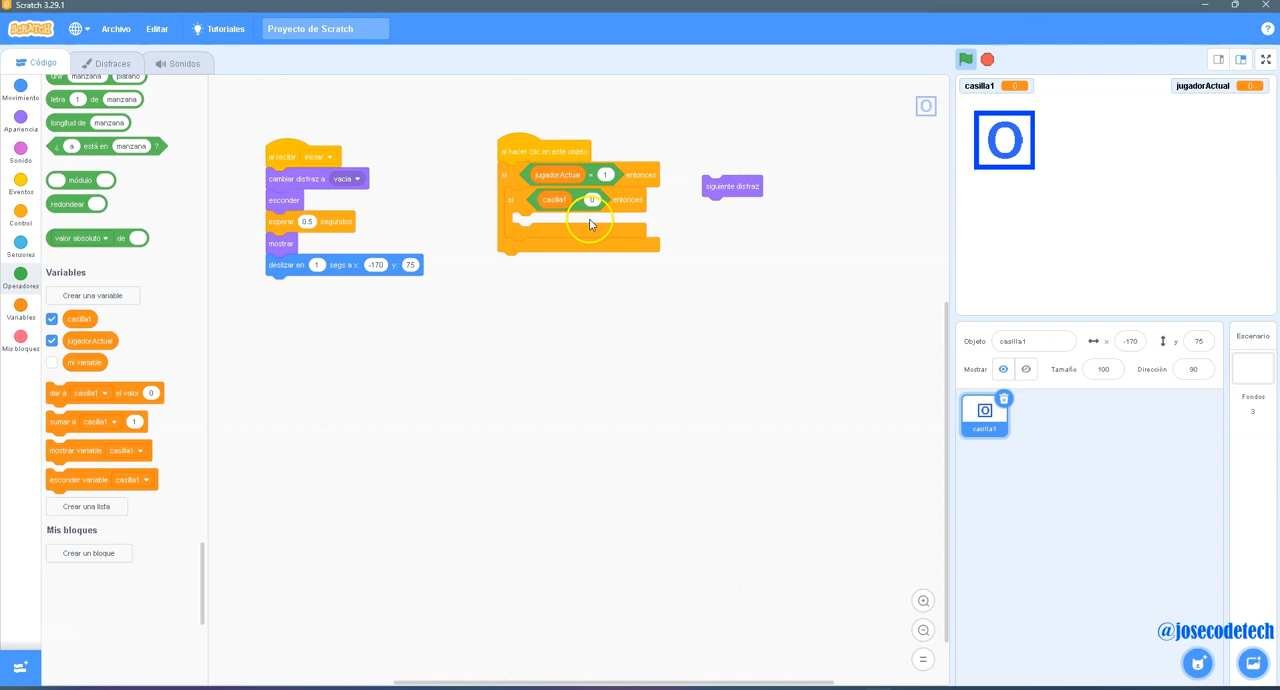 Scratch 3.29.1
SCRATCH
Archivo Editar Tutoriales Proyecto de Scratch
Código Disfraces Sonidos
Movimiento
Apariencia
Sonido
Eventos
Control
Sensores
Operadores
Variables
Mis bloques
unir manzana plátano
letra 1 de manzana
longitud de manzana
¿ a está en manzana ?
módulo
redondear
valor absoluto de
Variables
Crear una variable
casilla1
jugadorActual
mi variable
dar a casilla1 el valor 0
sumar a casilla1 1
mostrar variable casilla1
esconder variable casilla1
Crear una lista
Mis bloques
Crear un bloque
al recibir iniciar
cambiar distraz a vacia
esconder
esperar 0.5 segundos
mostrar
deslizar en 1 segs a x: -170 y: 75
al hacer clic en este objeto
si jugadorActual = 1 entonces
si casilla1 0 entonces
siguiente distraz
O
casilla1 0
jugadorActual 0
O
Objeto casilla1 x -170 y 75
Mostrar Tamaño 100 Dirección 90
casilla1
Escenario
Fondos
3
@josecodetech